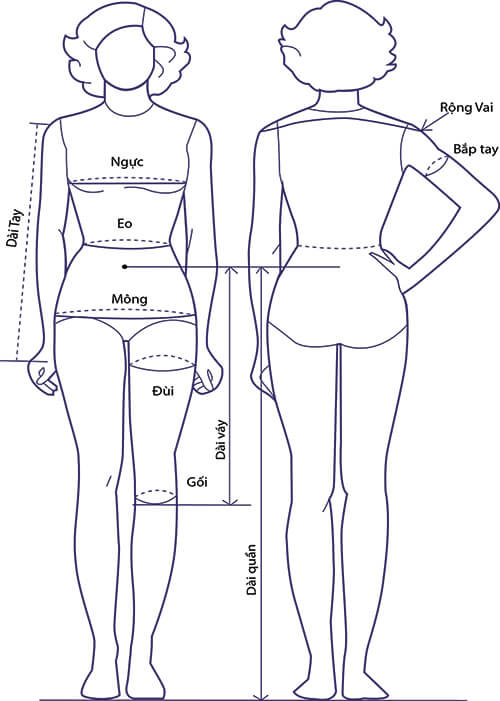 Rộng Vai
Bắp tay
Ngực
Dài Tay
Eo
Mông
Đùi
Dài váy
Gối
Dài quần